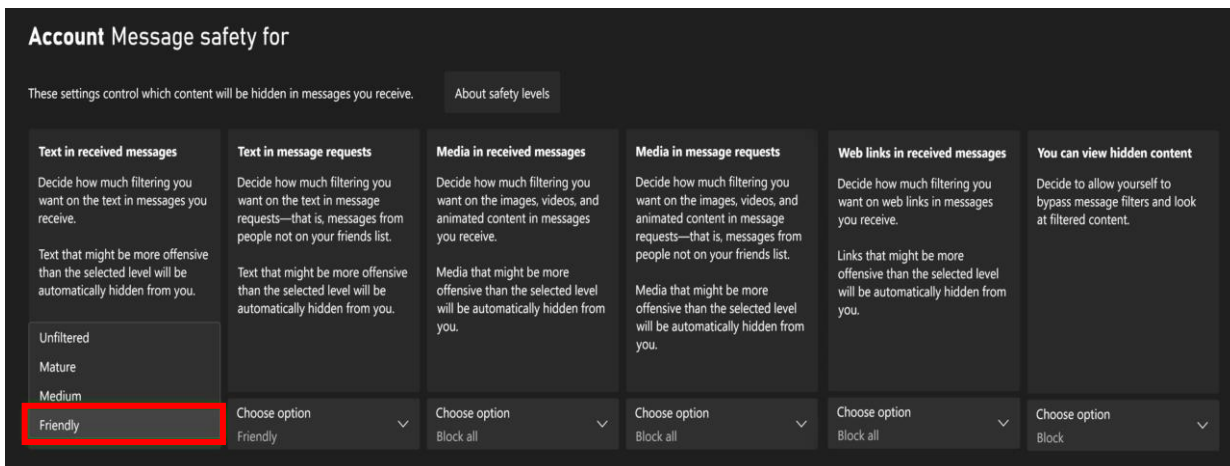 Account Message safety for
These settings control which content will be hidden in messages you receive.
About safety levels
Text in received messages
Decide how much filtering you
want on the text in messages you
receive.
Text that might be more offensive
than the selected level will be
automatically hidden from you.
Unfiltered
Mature
Medium
Friendly
Text in message requests
Decide how much filtering you
want on the text in message
requests—that is, messages from
people not on your friends list.
Text that might be more offensive
than the selected level will be
automatically hidden from you.
Choose option
Friendly
Media in received messages
Decide how much filtering you
want on the images, videos, and
animated content in messages
you receive.
Media that might be more
offensive than the selected level
will be automatically hidden from
you.
Choose option
Block all
Media in message requests
Decide how much filtering you
want on the images, videos, and
animated content in message
requests—that is, messages from
people not on your friends list.
Media that might be more
offensive than the selected level
will be automatically hidden from
you.
Choose option
Block all
Web links in received messages
Decide how much filtering you
want on web links in messages
you receive.
Links that might be more
offensive than the selected level
will be automatically hidden from
you.
Choose option
Block all
You can view hidden content
Decide to allow yourself to
bypass message filters and look
at filtered content.
Choose option
Block